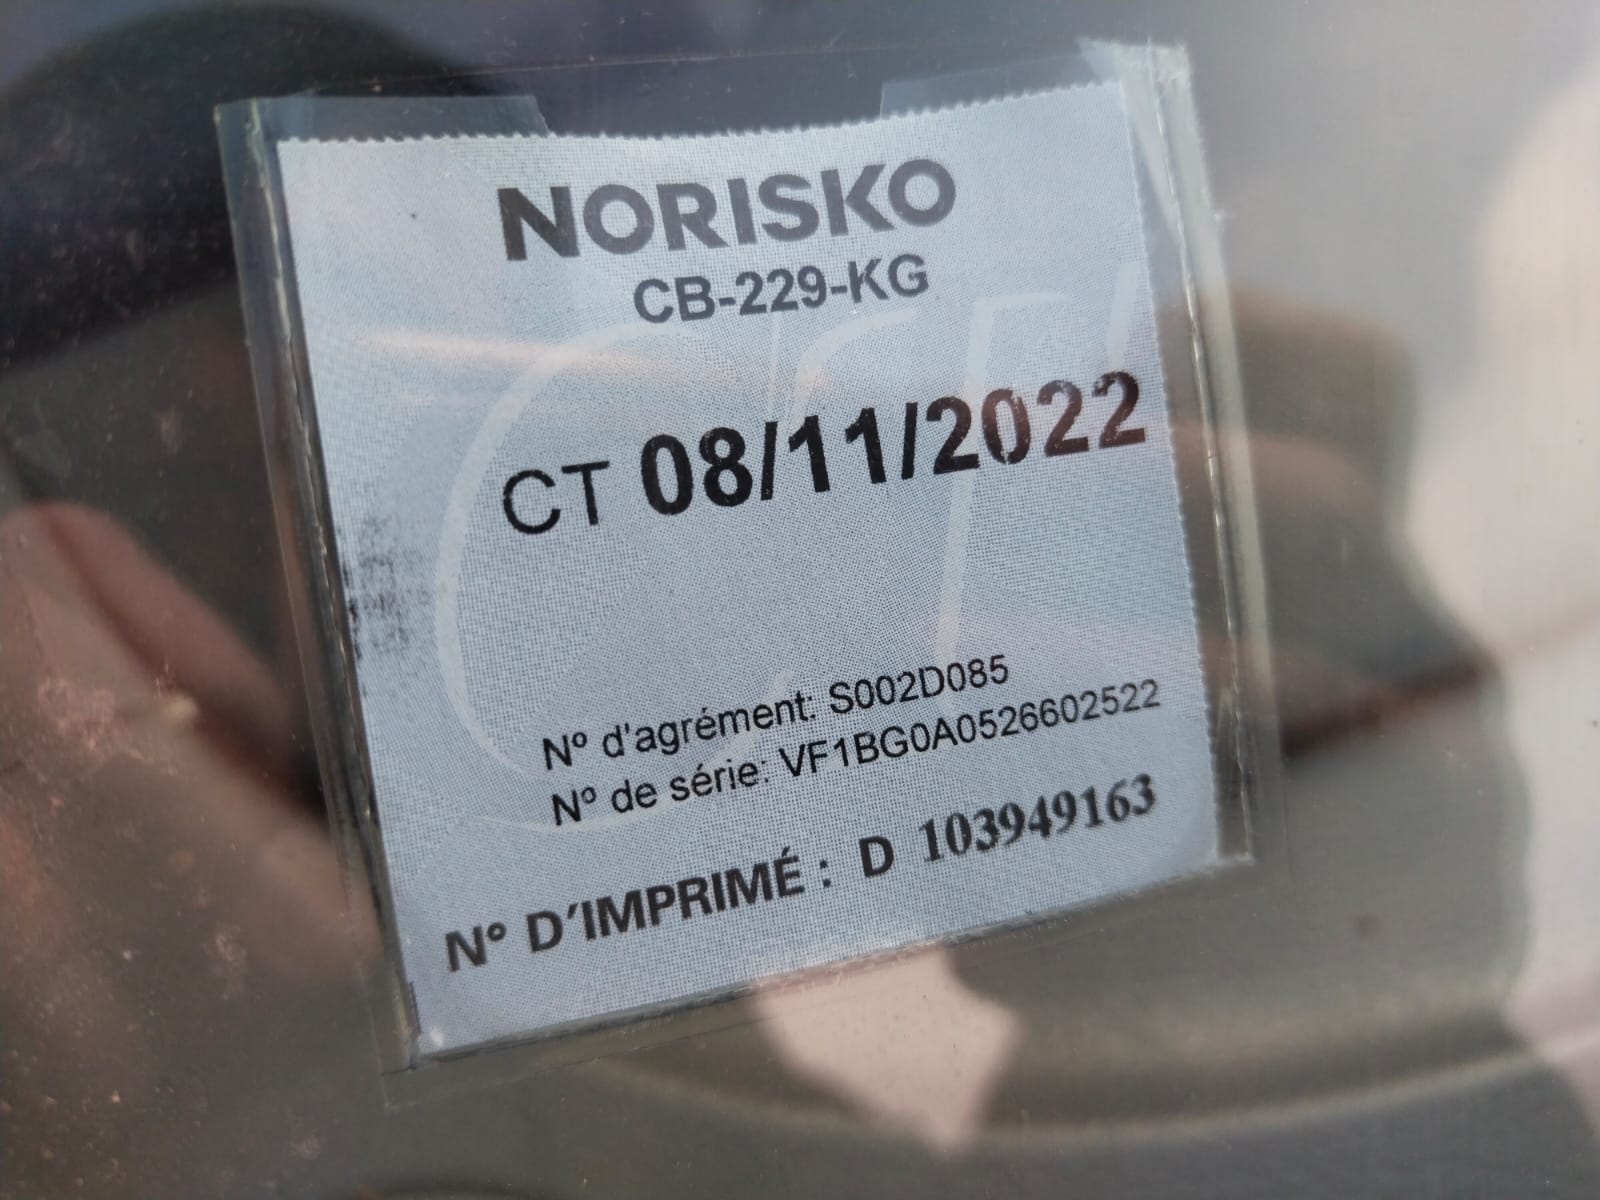 NORISKO
CB-229-KG
CT 08/11/2022
N° d'agrément: S002D085
N° de série: VF1BG0A0526602522
N° D'IMPRIMÉ : D 103949163